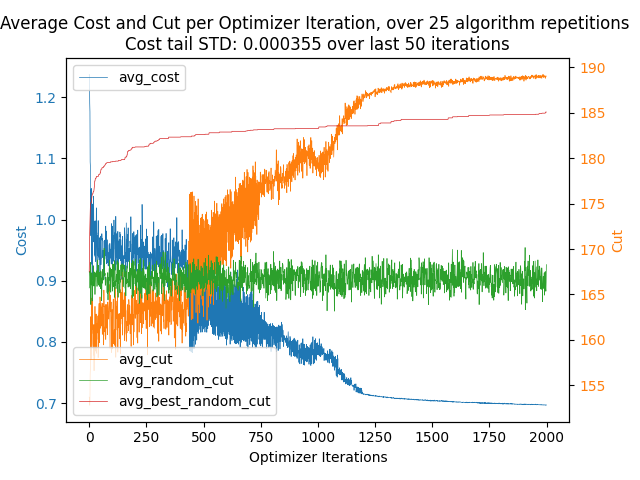 Average Cost and Cut per Optimizer Iteration, over 25 algorithm repetitions
Cost tail STD: 0.000355 over last 50 iterations
avg_cost
1.2
1.1
1.0
0.9
0.8
0.7
Cost
190
185
180
175
170
165
160
155
Cut
avg_cut
avg_random_cut
avg_best_random_cut
0
250
500
750
1000
1250
1500
1750
2000
Optimizer Iterations